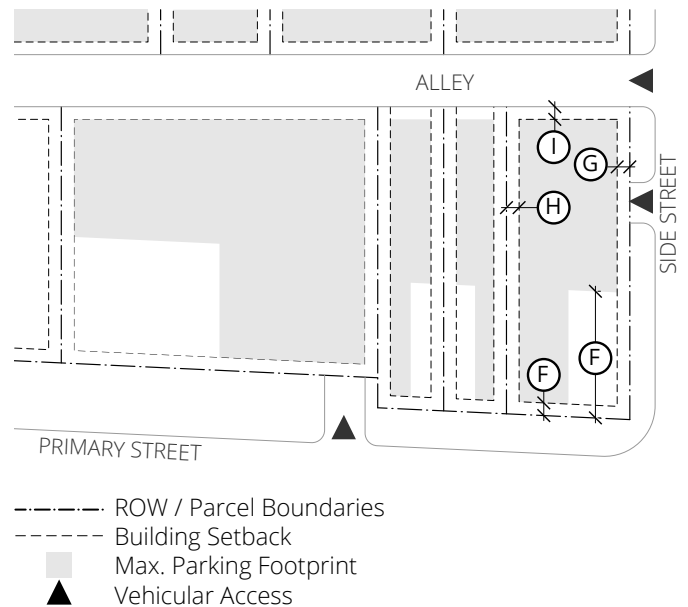 ALLEY
I
G
H
SIDE STREET
F
F
PRIMARY STREET
ROW / Parcel Boundaries
Building Setback
Max. Parking Footprint
Vehicular Access